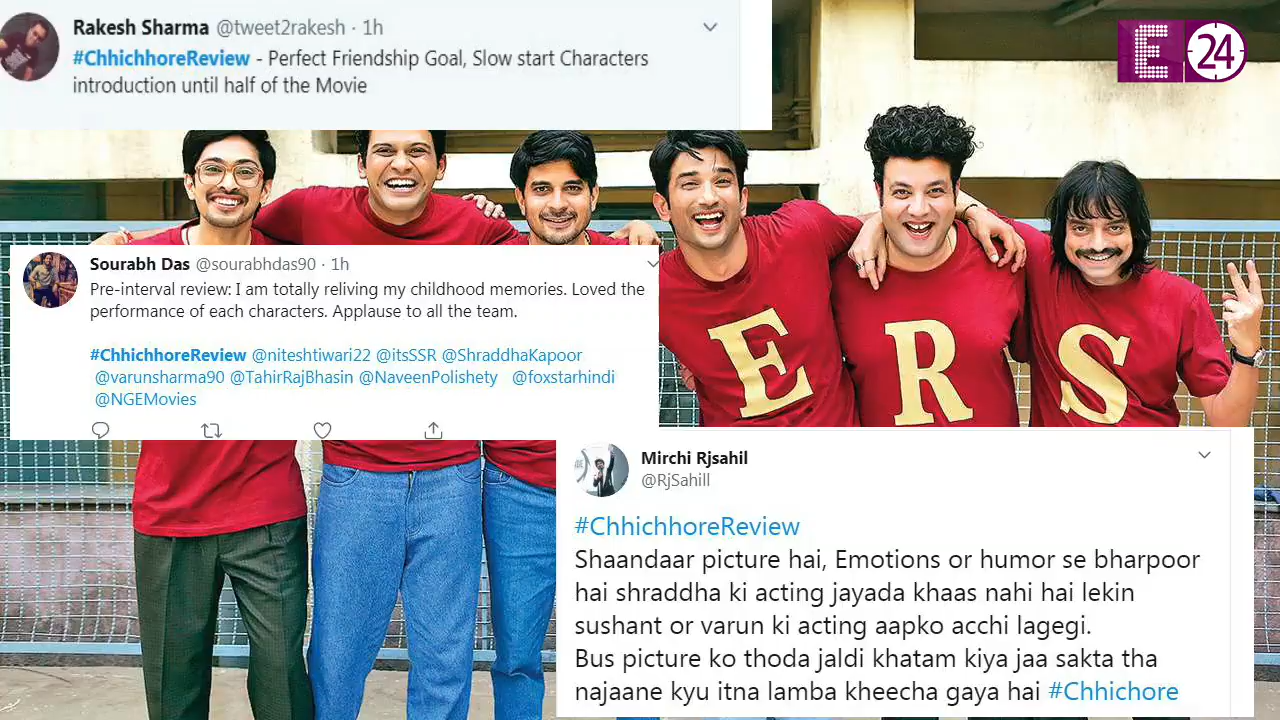 Rakesh Sharma @tweet2rakesh · 1h
#ChhichhoreReview - Perfect Friendship Goal, Slow start Characters
introduction until half of the Movie
E 24
Sourabh Das @sourabhdas90 · 1h
Pre-interval review: I am totally reliving my childhood memories. Loved the
performance of each characters. Applause to all the team.
#ChhichhoreReview @niteshtiwari22 @itsSSR @ShraddhaKapoor
@varunsharma90 @TahirRajBhasin @NaveenPolishety @foxstarhindi
@NGEMovies
E R S
Mirchi Rjsahil
@RjSahill
#ChhichhoreReview
Shaandaar picture hai, Emotions or humor se bharpoor
hai shraddha ki acting jayada khaas nahi hai lekin
sushant or varun ki acting aapko acchi lagegi.
Bus picture ko thoda jaldi khatam kiya jaa sakta tha
najaane kyu itna lamba kheecha gaya hai #Chhichore